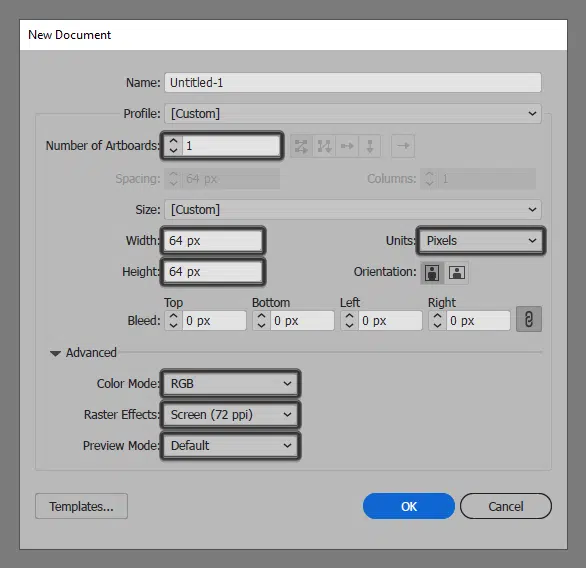 New Document
Name: Untitled-1
Profile: [Custom]
Number of Artboards: 1
Spacing: 64 px Columns: 1
Size: [Custom]
Width: 64 px Units: Pixels
Height: 64 px Orientation:
Top Bottom Left Right
Bleed: 0 px 0 px 0 px 0 px
Advanced
Color Mode: RGB
Raster Effects: Screen (72 ppi)
Preview Mode: Default
Templates... OK Cancel